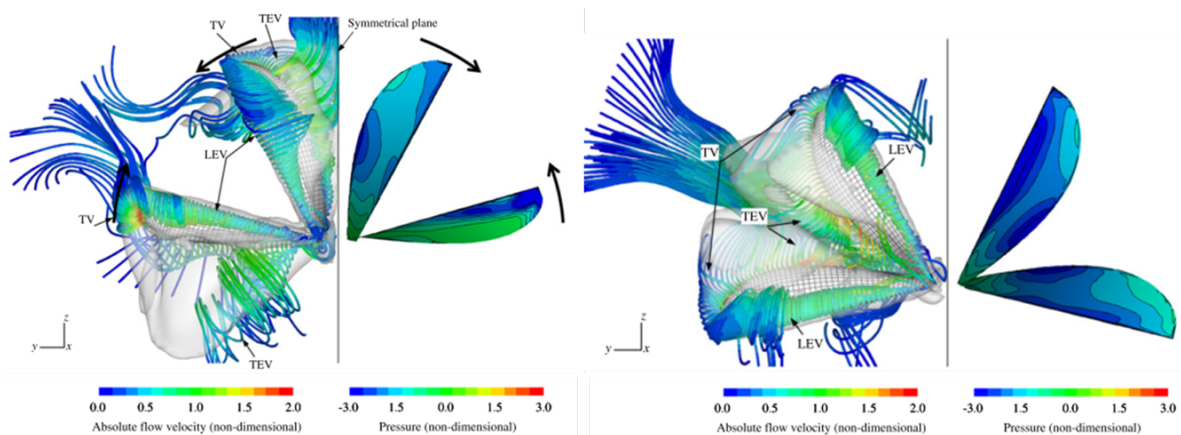 TV
TEV
Symmetrical plane
LEV
TV
TEV
z
y
x
0.0 0.5 1.0 1.5 2.0
Absolute flow velocity (non-dimensional)
-3.0 1.5 0.0 1.5 3.0
Pressure (non-dimensional)
LEV
TV
TEV
LEV
z
y
x
0.0 0.5 1.0 1.5 2.0
Absolute flow velocity (non-dimensional)
-3.0 1.5 0.0 1.5 3.0
Pressure (non-dimensional)